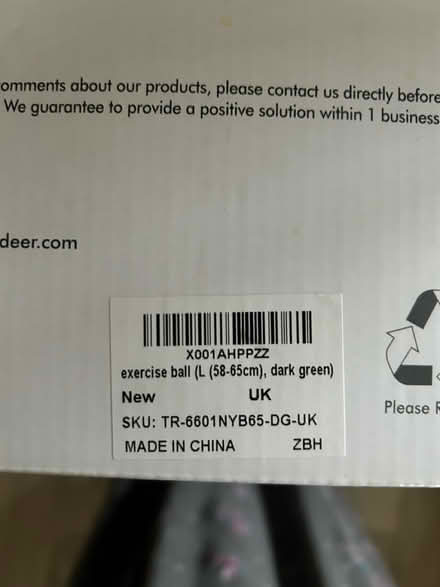 omments about our products, please contact us directly before
We guarantee to provide a positive solution within 1 business
deer.com
X001AHPPZZ
exercise ball (L (58-65cm), dark green)
New UK
SKU: TR-6601NYB65-DG-UK
MADE IN CHINA ZBH
Please R